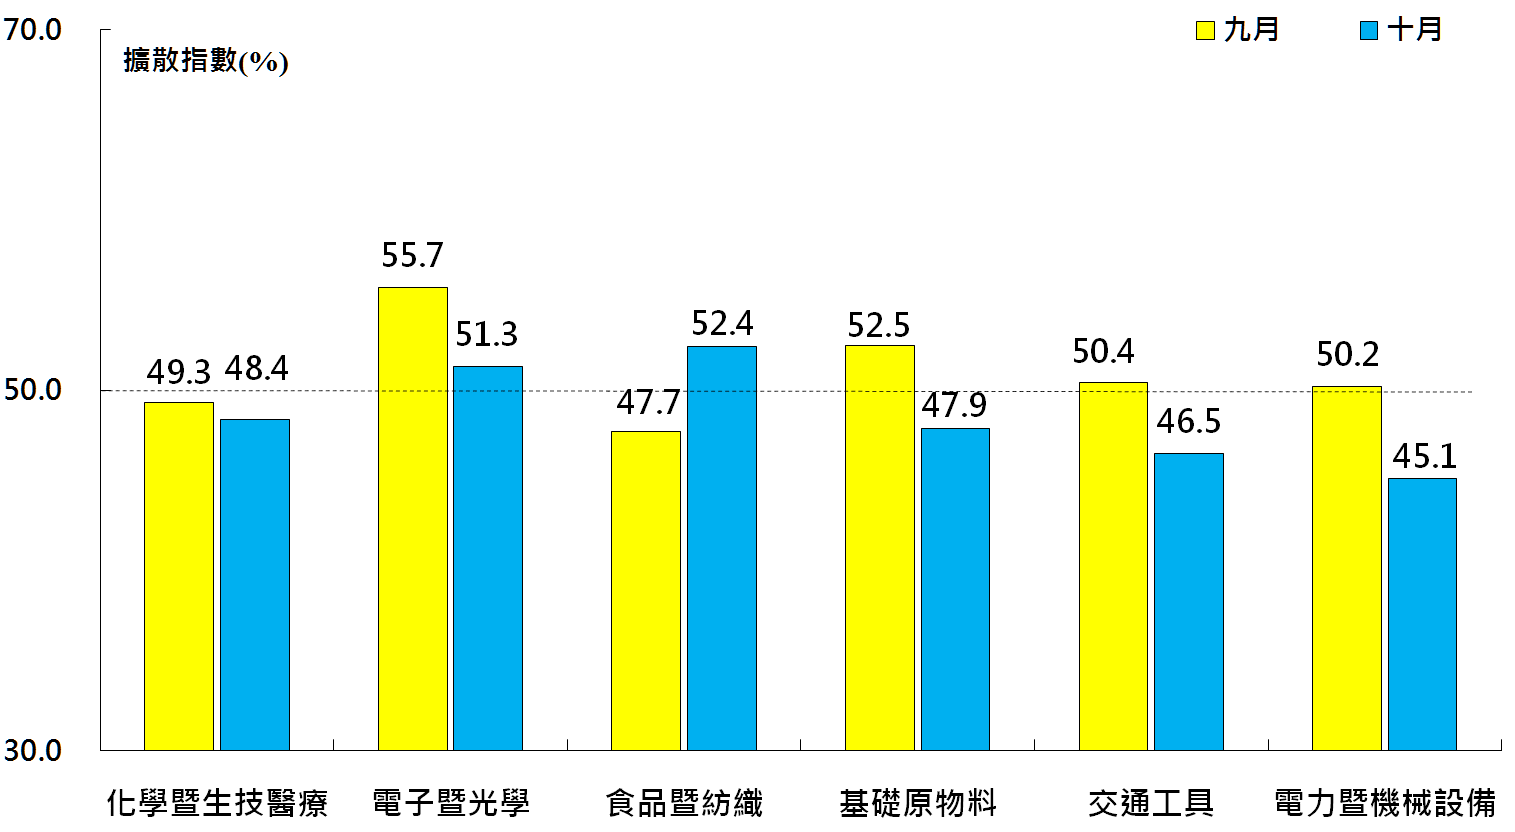 70.0
擴散指數(%)
九月
十月
55.7
51.3
52.4
52.5
49.3
48.4
47.7
47.9
50.4
46.5
50.2
45.1
50.0
30.0
化學暨生技醫療
電子暨光學
食品暨紡織
基礎原物料
交通工具
電力暨機械設備